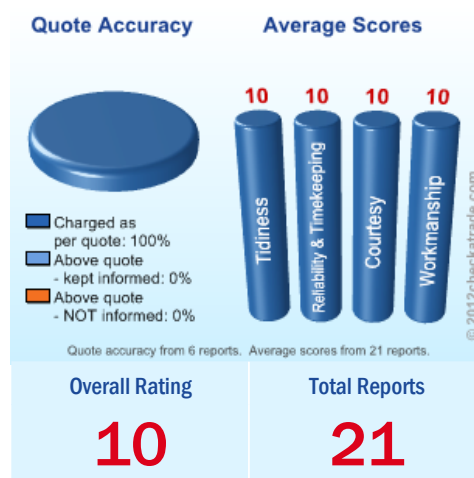 Quote Accuracy
Average Scores
10 10 10 10
Tidiness
Reliability & Timekeeping
Courtesy
Workmanship
Charged as
per quote: 100%
Above quote
- kept informed: 0%
Above quote
- NOT informed: 0%
© 2012checkatrade.com
Quote accuracy from 6 reports. Average scores from 21 reports.
Overall Rating
10
Total Reports
21